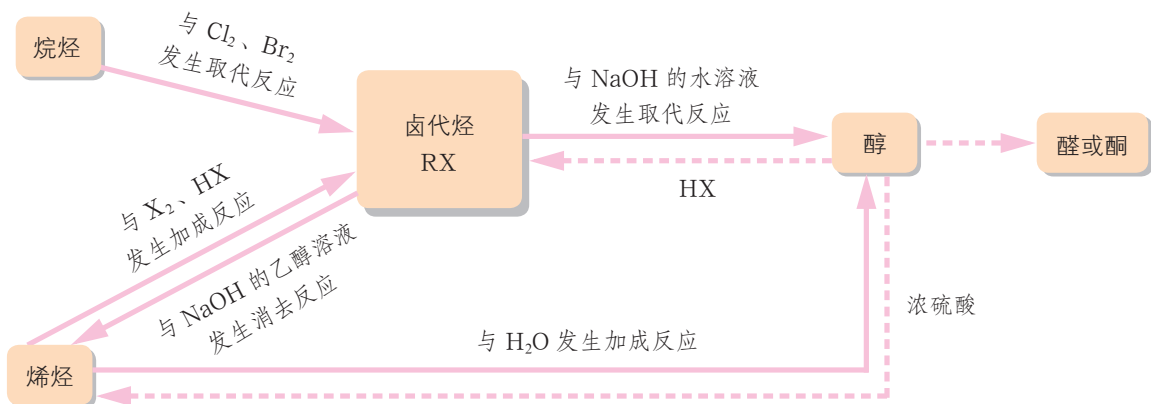 烷烃
与 Cl₂、Br₂
发生取代反应
卤代烃
RX
与 NaOH 的水溶液
发生取代反应
醇
醛或酮
HX
与 X₂、HX
发生加成反应
与 NaOH 的乙醇溶液
发生消去反应
浓硫酸
与 H₂O 发生加成反应
烯烃